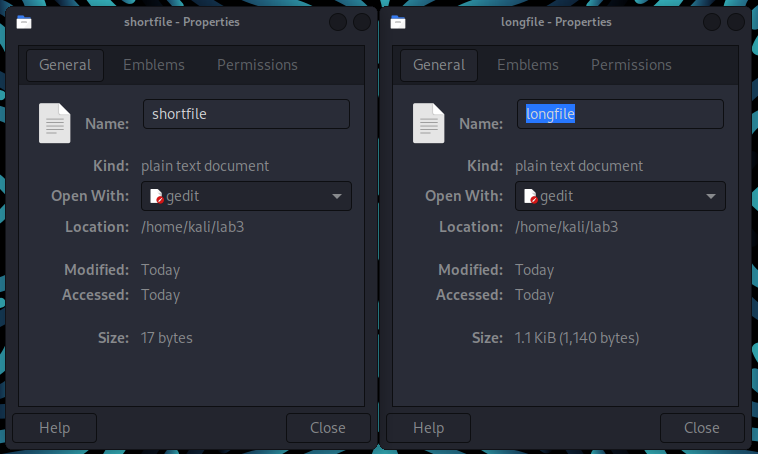 shortfile - Properties
General Emblems Permissions
Name: shortfile
Kind: plain text document
Open With: gedit
Location: /home/kali/lab3
Modified: Today
Accessed: Today
Size: 17 bytes
Help Close
longfile - Properties
General Emblems Permissions
Name: longfile
Kind: plain text document
Open With: gedit
Location: /home/kali/lab3
Modified: Today
Accessed: Today
Size: 1.1 KiB (1,140 bytes)
Help Close